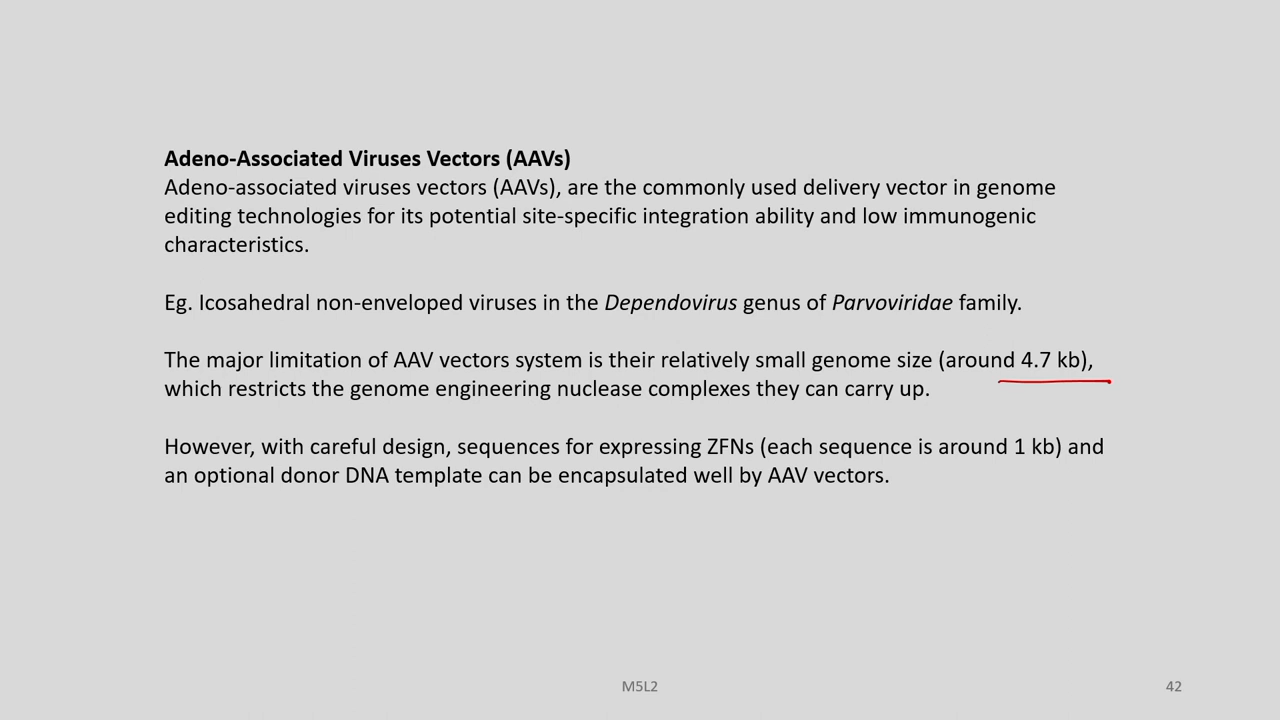 Adeno-Associated Viruses Vectors (AAVs)
Adeno-associated viruses vectors (AAVs), are the commonly used delivery vector in genome
editing technologies for its potential site-specific integration ability and low immunogenic
characteristics.
Eg. Icosahedral non-enveloped viruses in the Dependovirus genus of Parvoviridae family.
The major limitation of AAV vectors system is their relatively small genome size (around 4.7 kb),
which restricts the genome engineering nuclease complexes they can carry up.
However, with careful design, sequences for expressing ZFNs (each sequence is around 1 kb) and
an optional donor DNA template can be encapsulated well by AAV vectors.
M5L2
42